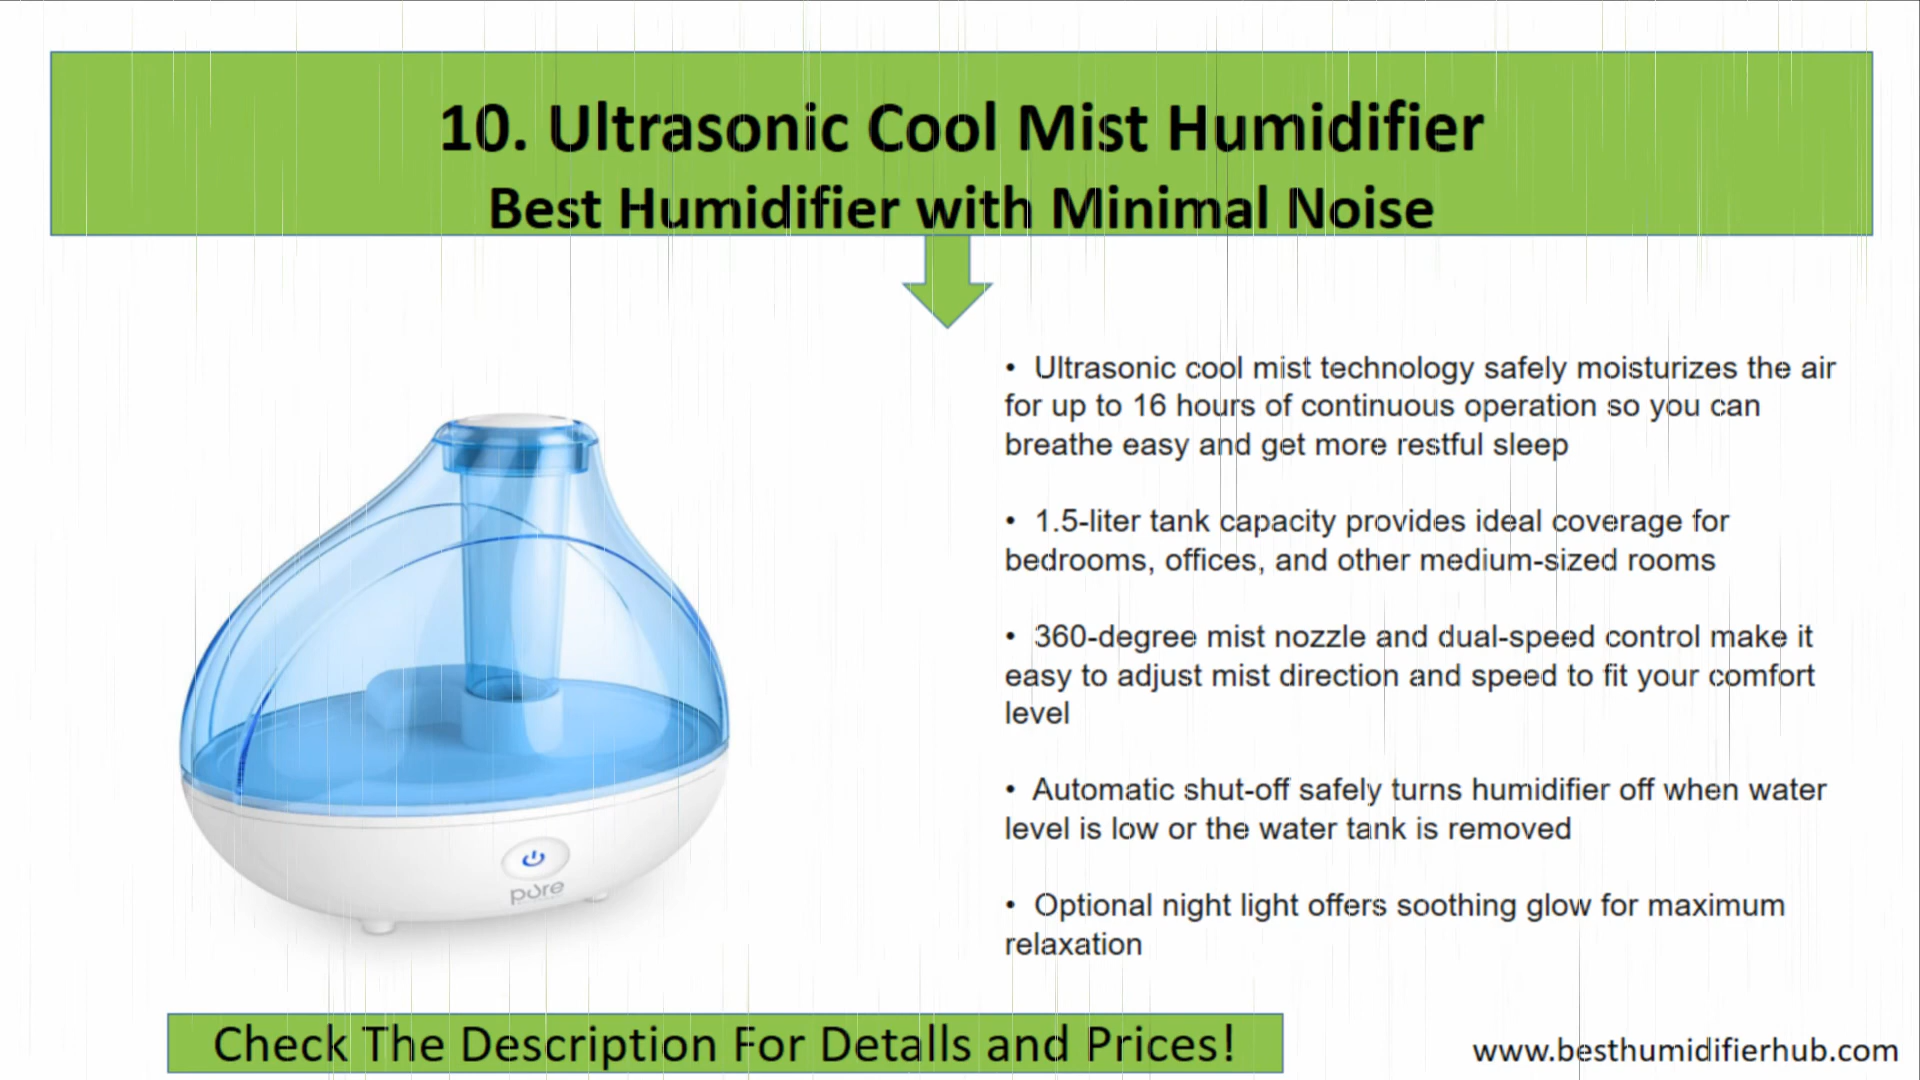 10. Ultrasonic Cool Mist Humidifier
Best Humidifier with Minimal Noise
• Ultrasonic cool mist technology safely moisturizes the air
for up to 16 hours of continuous operation so you can
breathe easy and get more restful sleep
• 1.5-liter tank capacity provides ideal coverage for
bedrooms, offices, and other medium-sized rooms
• 360-degree mist nozzle and dual-speed control make it
easy to adjust mist direction and speed to fit your comfort
level
• Automatic shut-off safely turns humidifier off when water
level is low or the water tank is removed
• Optional night light offers soothing glow for maximum
relaxation
pure
Check The Description For Detalls and Prices!
www.besthumidifierhub.com